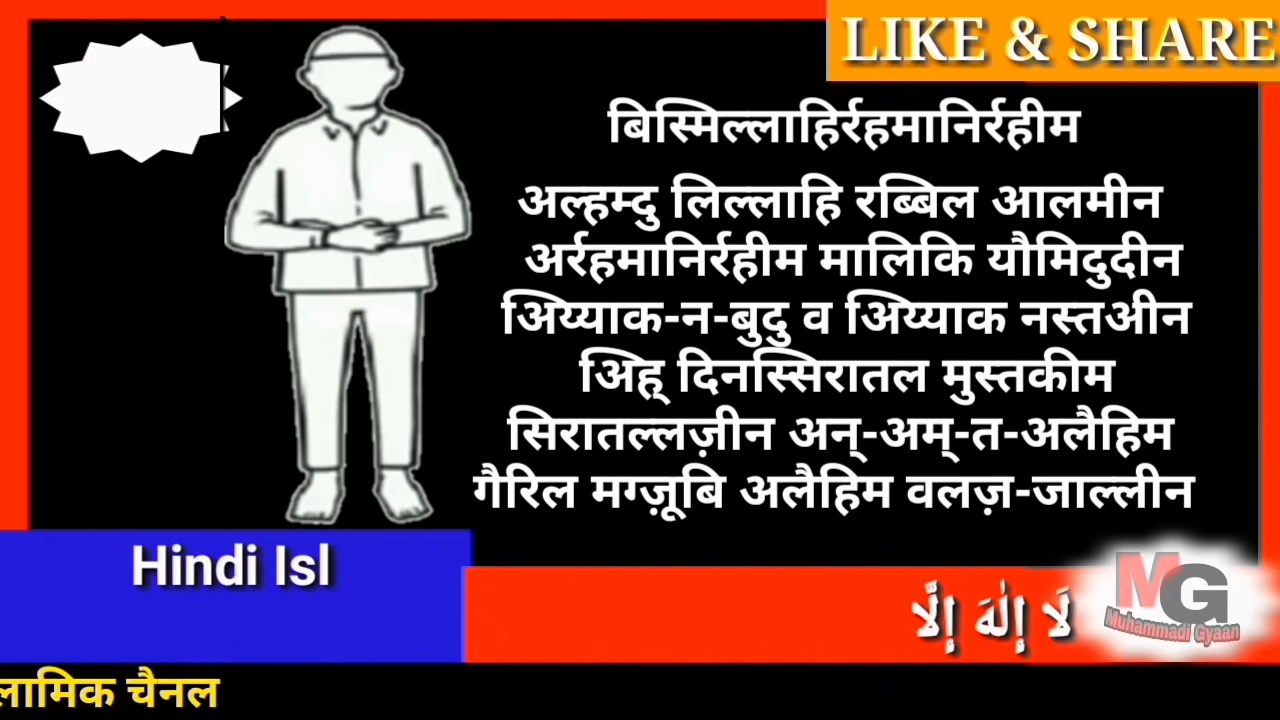 LIKE & SHARE
बिस्मिल्लाहिर्रहमानिर्रहीम
अल्हम्दु लिल्लाहि रब्बिल आलमीन
अर्रहमानिर्रहीम मालिकि यौमिदुदीन
अिय्याक-न-बुदु व अिय्याक नस्तअीन
अिह् दिनस्सिरातल मुस्तकीम
सिरातल्लज़ीन अन्-अम्-त-अलैहिम
गैरिल मग्ज़ूबि अलैहिम वलज़-जाल्लीन
Hindi Isl
لَا إِلٰهَ إِلَّا
MG
Muhammadi Gyaan
लामिक चैनल